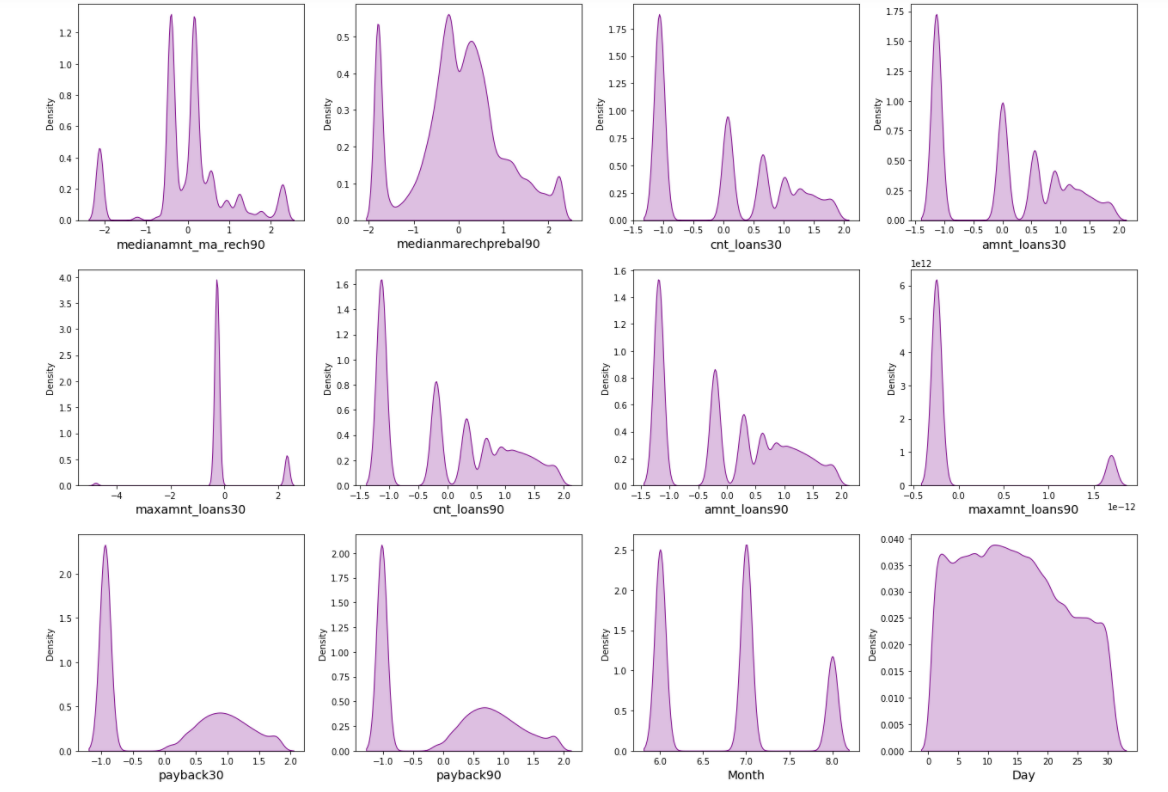 Density
1.2
1.0
0.8
0.6
0.4
0.2
0.0
−2 −1 0 1 2
medianamnt_ma_rech90
Density
0.5
0.4
0.3
0.2
0.1
0.0
−2 −1 0 1 2
medianmarechprebal90
Density
1.75
1.50
1.25
1.00
0.75
0.50
0.25
0.00
−1.5 −1.0 −0.5 0.0 0.5 1.0 1.5 2.0
cnt_loans30
Density
1.75
1.50
1.25
1.00
0.75
0.50
0.25
0.00
−1.5 −1.0 −0.5 0.0 0.5 1.0 1.5 2.0
amnt_loans30
Density
4.0
3.5
3.0
2.5
2.0
1.5
1.0
0.5
0.0
−4 −2 0 2
maxamnt_loans30
Density
1.6
1.4
1.2
1.0
0.8
0.6
0.4
0.2
0.0
−1.5 −1.0 −0.5 0.0 0.5 1.0 1.5 2.0
cnt_loans90
Density
1.6
1.4
1.2
1.0
0.8
0.6
0.4
0.2
0.0
−1.5 −1.0 −0.5 0.0 0.5 1.0 1.5 2.0
amnt_loans90
1e12
Density
6
5
4
3
2
1
0
−0.5 0.0 0.5 1.0 1.5
1e−12
maxamnt_loans90
Density
2.0
1.5
1.0
0.5
0.0
−1.0 −0.5 0.0 0.5 1.0 1.5 2.0
payback30
Density
2.00
1.75
1.50
1.25
1.00
0.75
0.50
0.25
0.00
−1.0 −0.5 0.0 0.5 1.0 1.5 2.0
payback90
Density
2.5
2.0
1.5
1.0
0.5
0.0
6.0 6.5 7.0 7.5 8.0
Month
Density
0.040
0.035
0.030
0.025
0.020
0.015
0.010
0.005
0.000
0 5 10 15 20 25 30
Day